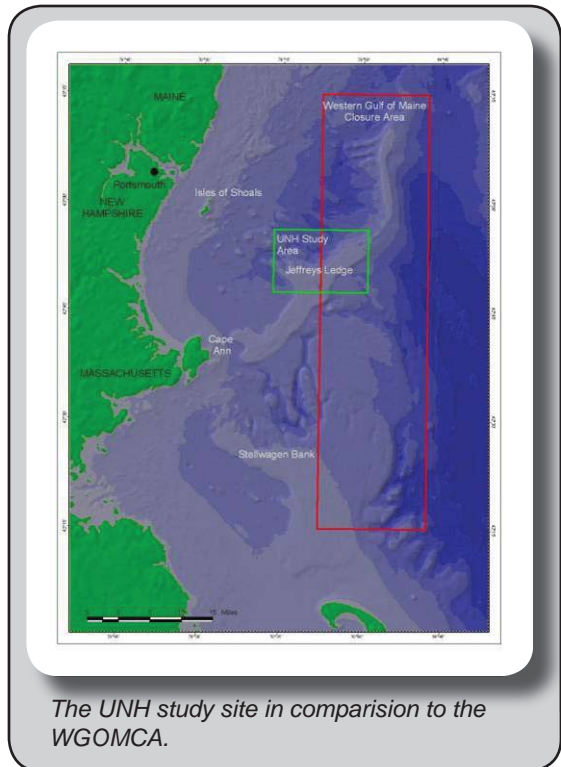 MAINE
Western Gulf of Maine
Closure Area
Portsmouth
Isles of Shoals
NEW
HAMPSHIRE
UNH Study
Area
Jeffreys Ledge
Cape
Ann
MASSACHUSETTS
Stellwagen Bank
15 Miles
The UNH study site in comparision to the
WGOMCA.